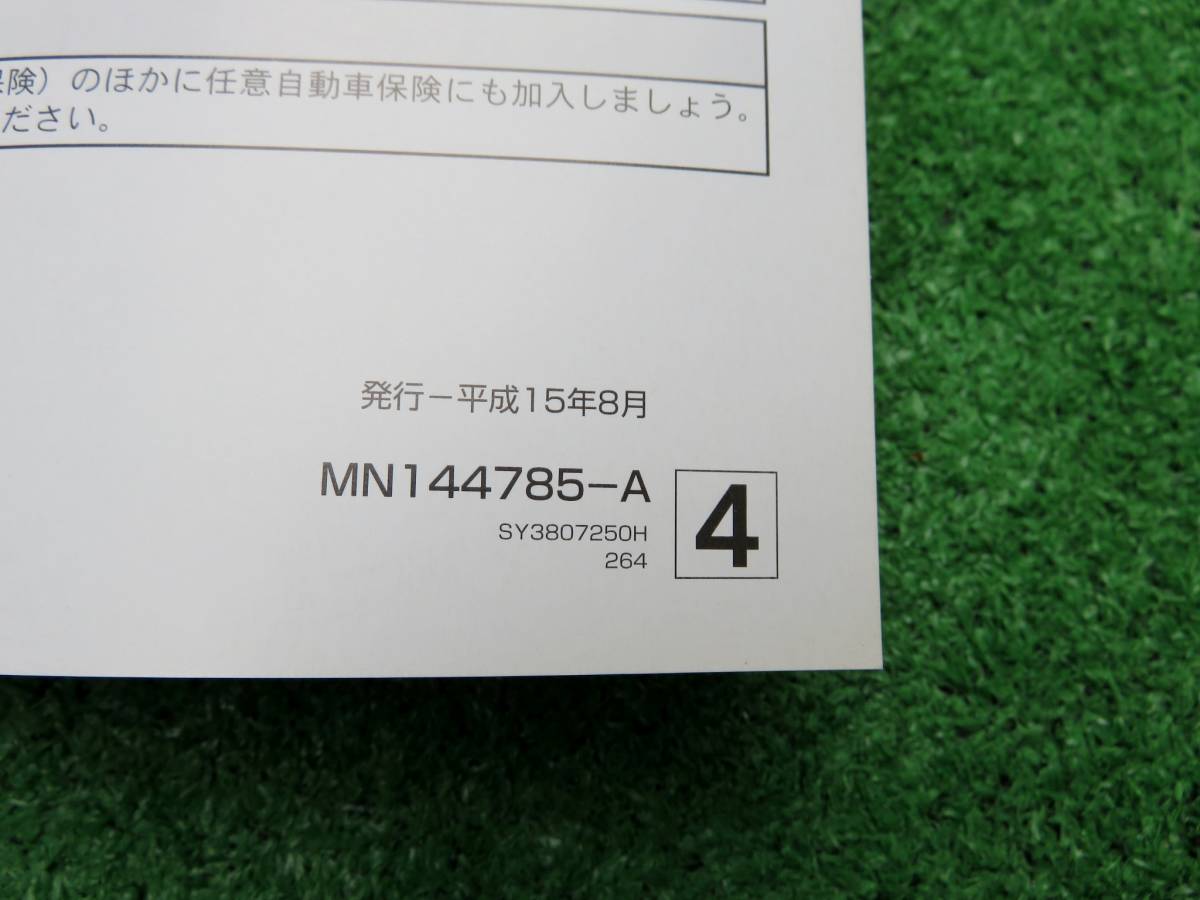 険）のほかに任意自動車保険にも加入しましょう。
ださい。
発行－平成15年8月
MN144785－A
SY3807250H
264
4